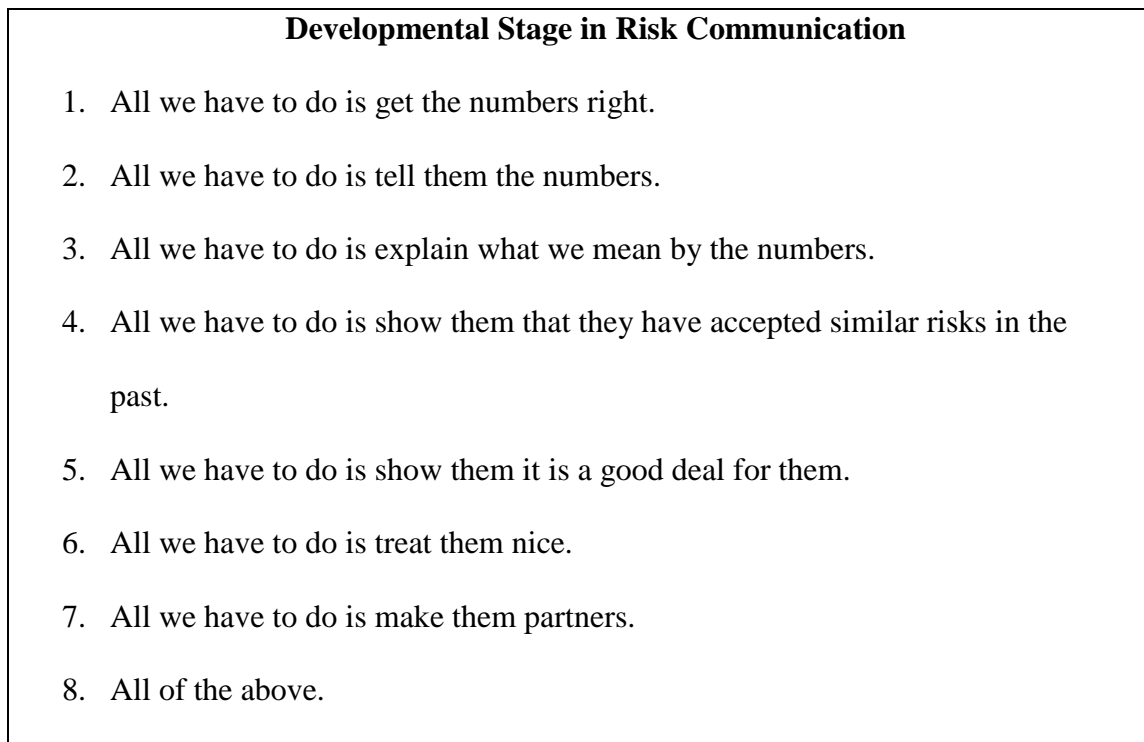 Developmental Stage in Risk Communication
1. All we have to do is get the numbers right.
2. All we have to do is tell them the numbers.
3. All we have to do is explain what we mean by the numbers.
4. All we have to do is show them that they have accepted similar risks in the
past.
5. All we have to do is show them it is a good deal for them.
6. All we have to do is treat them nice.
7. All we have to do is make them partners.
8. All of the above.